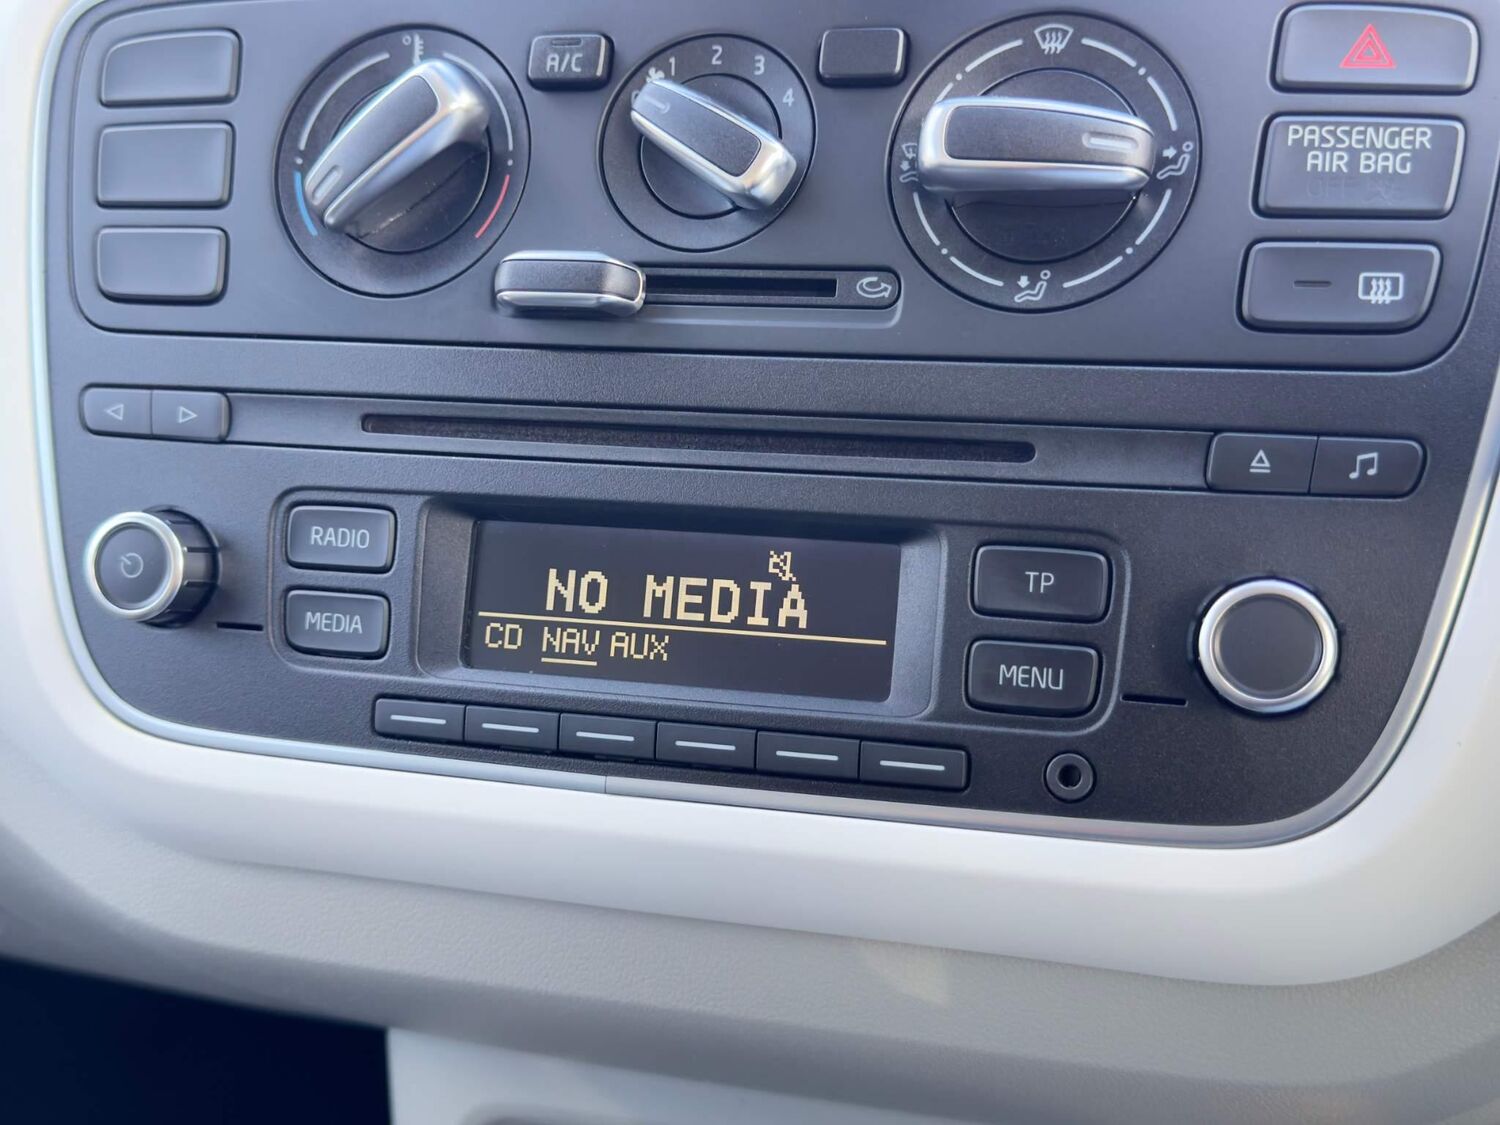 A/C
1 2 3 4
PASSENGER
AIR BAG
RADIO
MEDIA
NO MEDIA
CD NAV AUX
TP
MENU